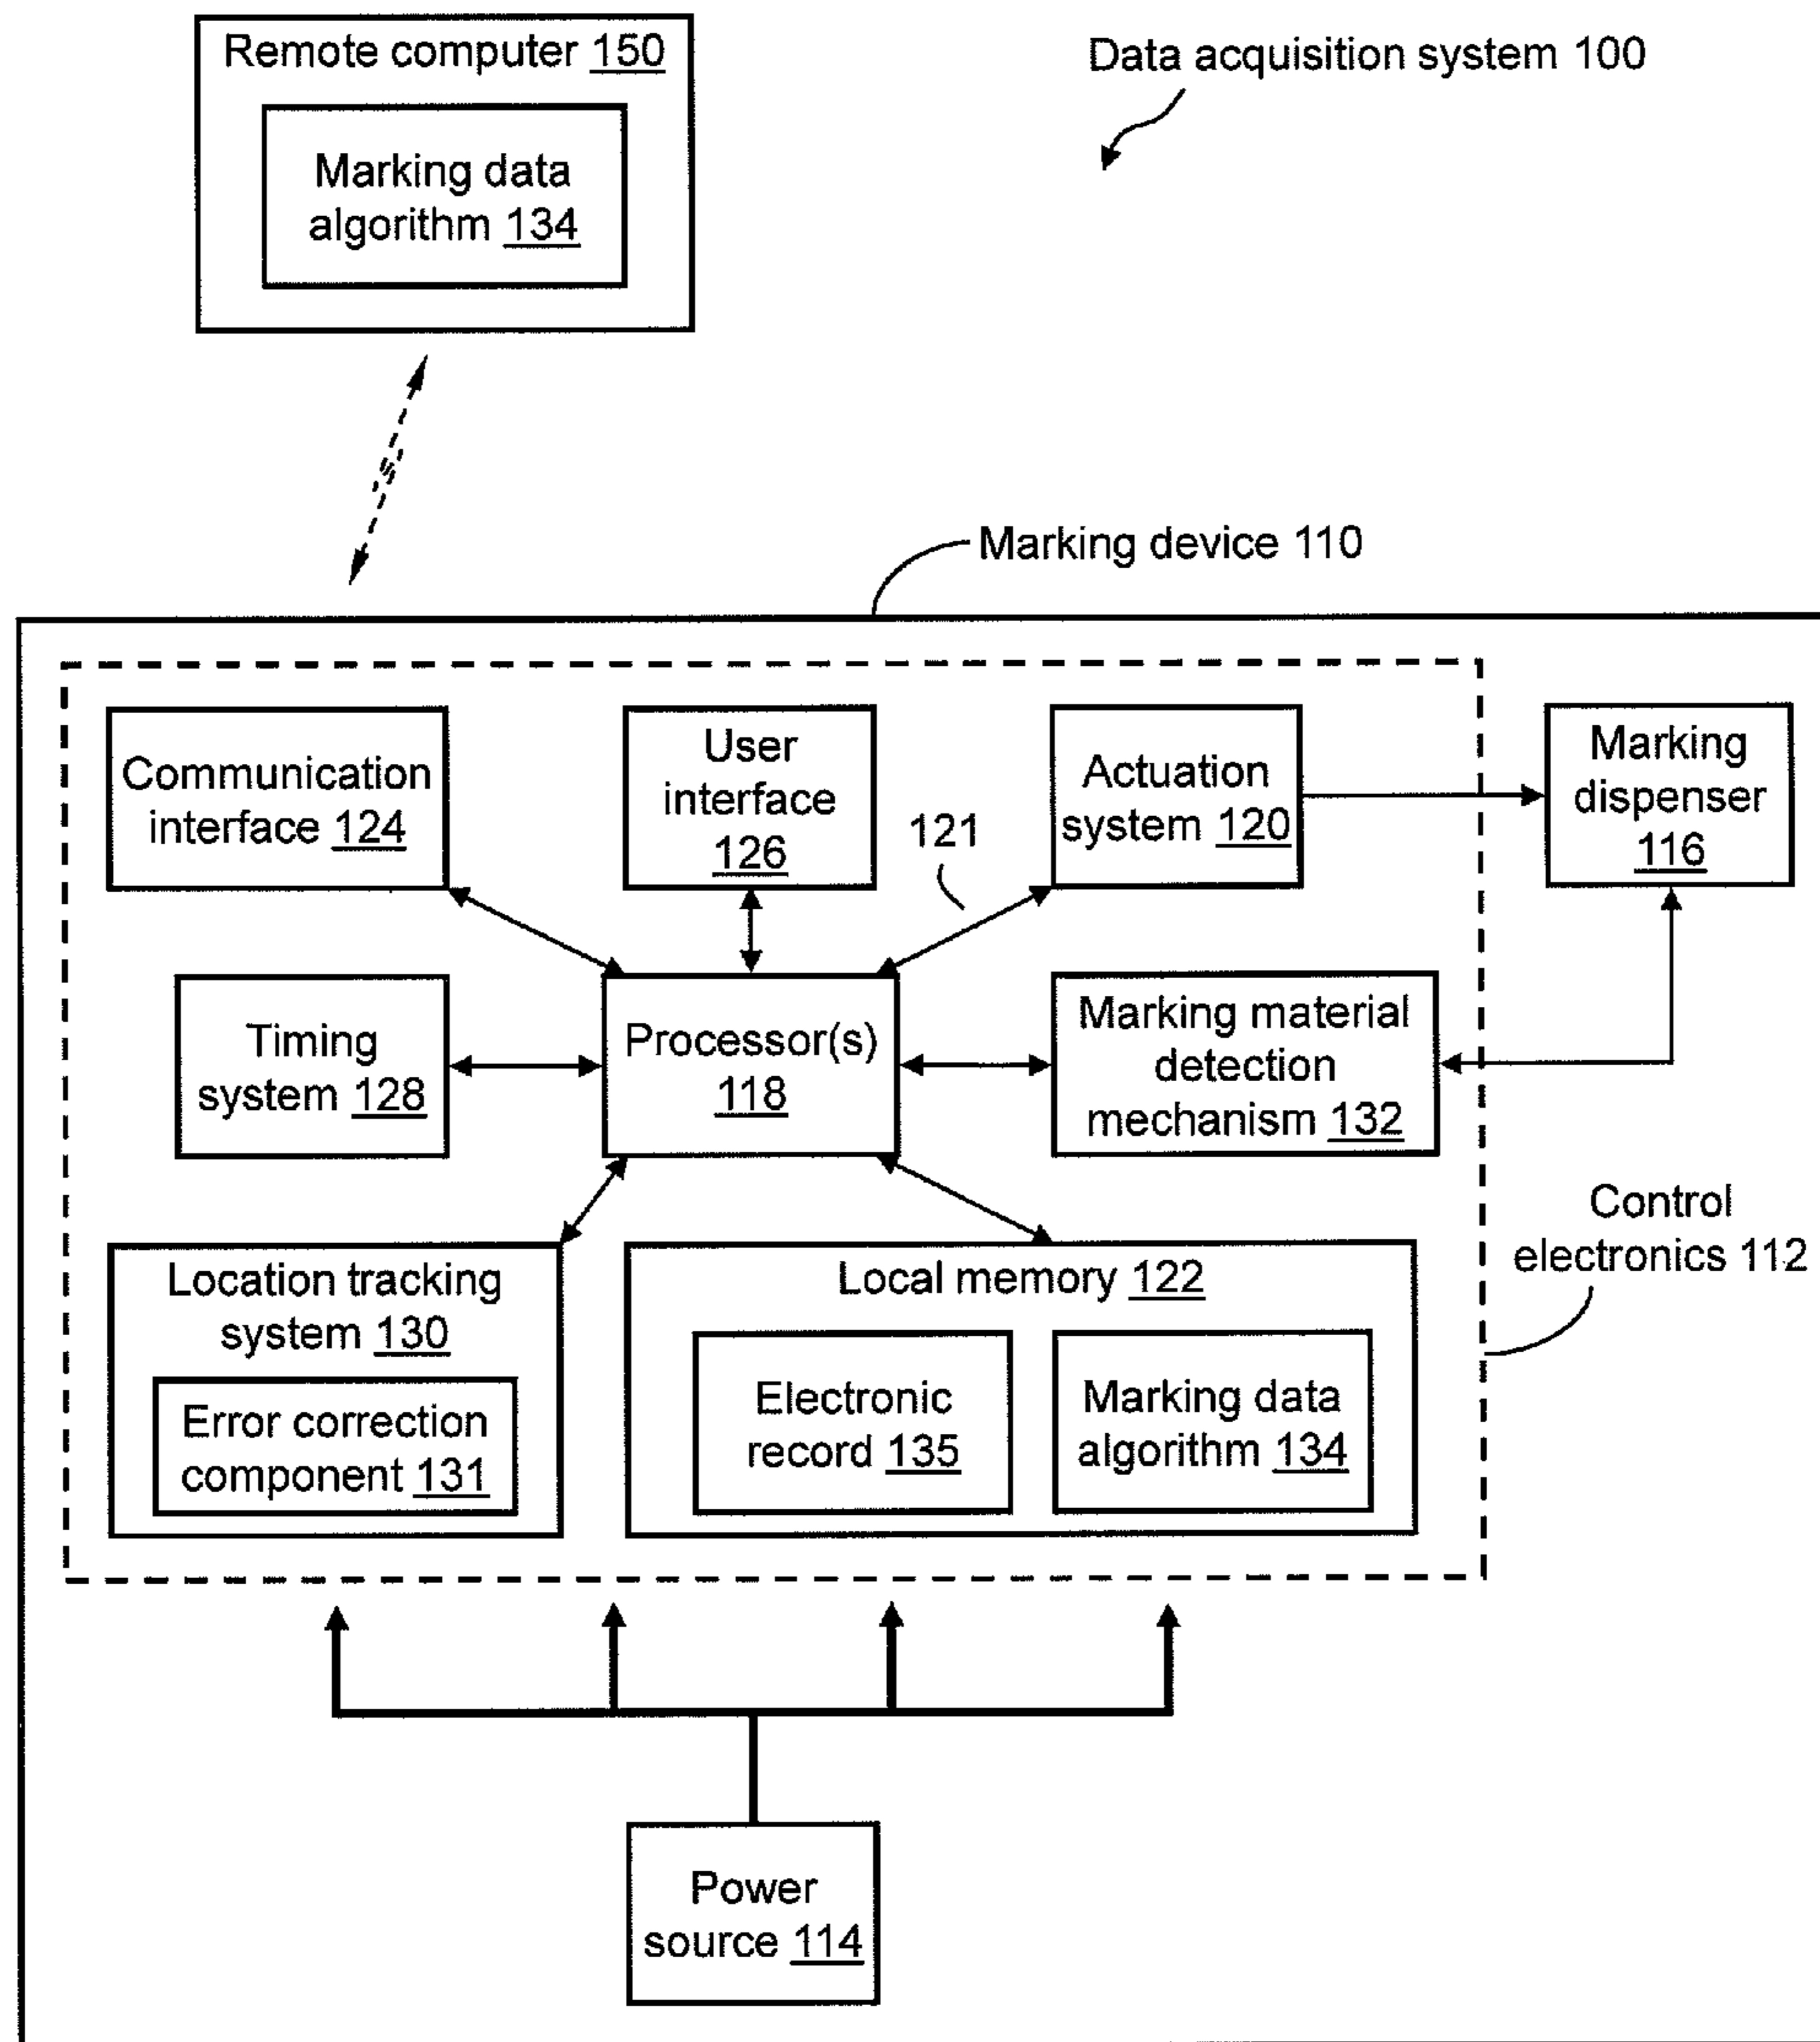 Remote computer 150
Data acquisition system 100
Marking data
algorithm 134
Marking device 110
Communication
interface 124
User
interface
126
Actuation
system 120
Marking
dispenser
116
121
Timing
system 128
Processor(s)
118
Marking material
detection
mechanism 132
Control
electronics 112
Location tracking
system 130
Error correction
component 131
Local memory 122
Electronic
record 135
Marking data
algorithm 134
Power
source 114